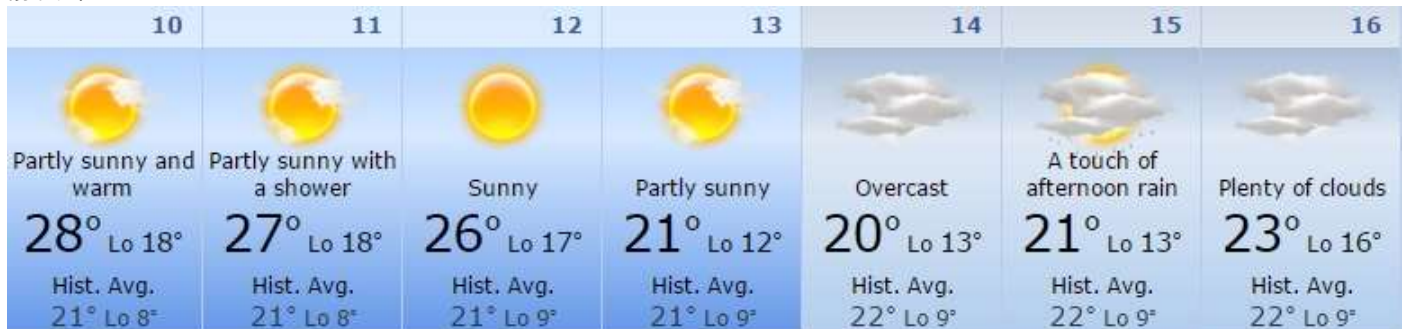 10 11 12 13 14 15 16
Partly sunny and warm
Partly sunny with a shower
Sunny
Partly sunny
Overcast
A touch of afternoon rain
Plenty of clouds
28° Lo 18° 27° Lo 18° 26° Lo 17° 21° Lo 12° 20° Lo 13° 21° Lo 13° 23° Lo 16°
Hist. Avg. Hist. Avg. Hist. Avg. Hist. Avg. Hist. Avg. Hist. Avg. Hist. Avg.
21° Lo 8° 21° Lo 8° 21° Lo 9° 21° Lo 9° 22° Lo 9° 22° Lo 9° 22° Lo 9°